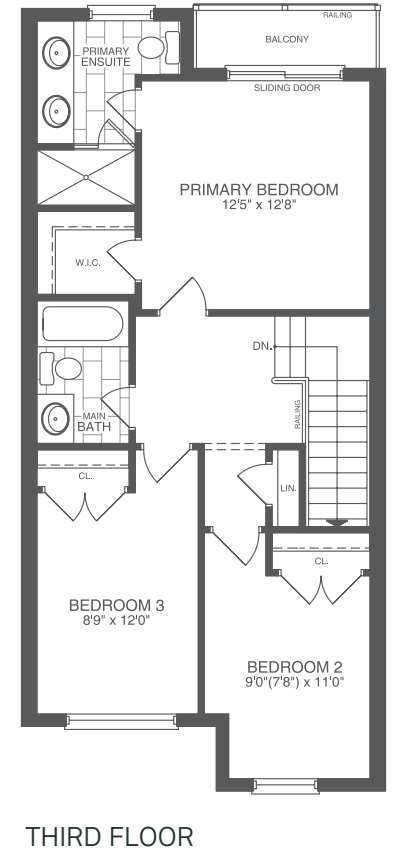 RAILING
BALCONY
PRIMARY
ENSUITE
SLIDING DOOR
PRIMARY BEDROOM
12'5" x 12'8"
W.I.C.
DN.
RAILING
MAIN
BATH
CL.
LIN.
CL.
BEDROOM 3
8'9" x 12'0"
BEDROOM 2
9'0"(7'8") x 11'0"
THIRD FLOOR